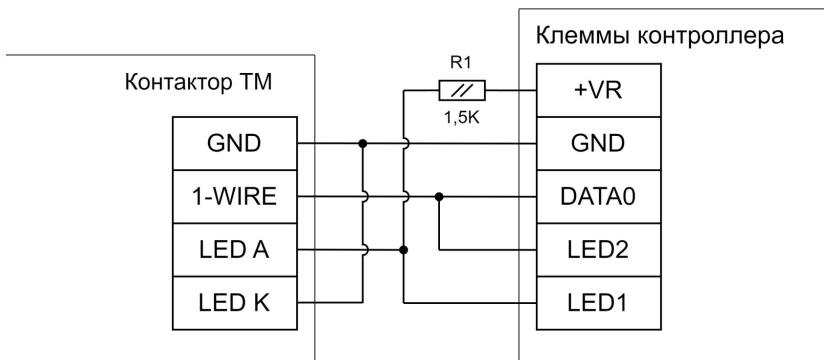 Клеммы контроллера
Контактор ТМ
R1
1,5K
+VR
GND
GND
1-WIRE
DATA0
LED A
LED2
LED K
LED1